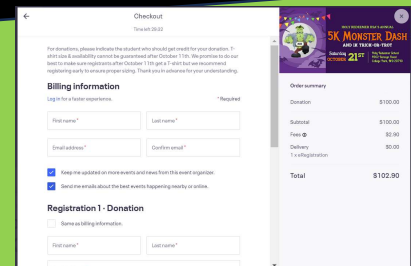 Checkout
Time left 28:23
For donations, please indicate the student who should get credit for your donation. T-
shirt size & availability cannot be guaranteed after October 11th. We promise to do our
best to make sure registrants after October 11th get a T-shirt but we recommend
registering early to ensure proper sizing. Thank you in advance for your understanding.
Billing information
Log in for a faster experience.
* Required
First name*
Last name*
Email address*
Confirm email*
Keep me updated on more events and news from this event organizer.
Send me emails about the best events happening nearby or online.
Registration 1 - Donation
Same as billing information.
First name*
Last name*
5K MONSTER DASH
AND IN TRICK-OR-TROT
Saturday
OCTOBER 21ST
Order summary
Donation
$100.00
Subtotal
$100.00
Fees
$2.90
Delivery
$0.00
1 x eRegistration
Total
$102.90